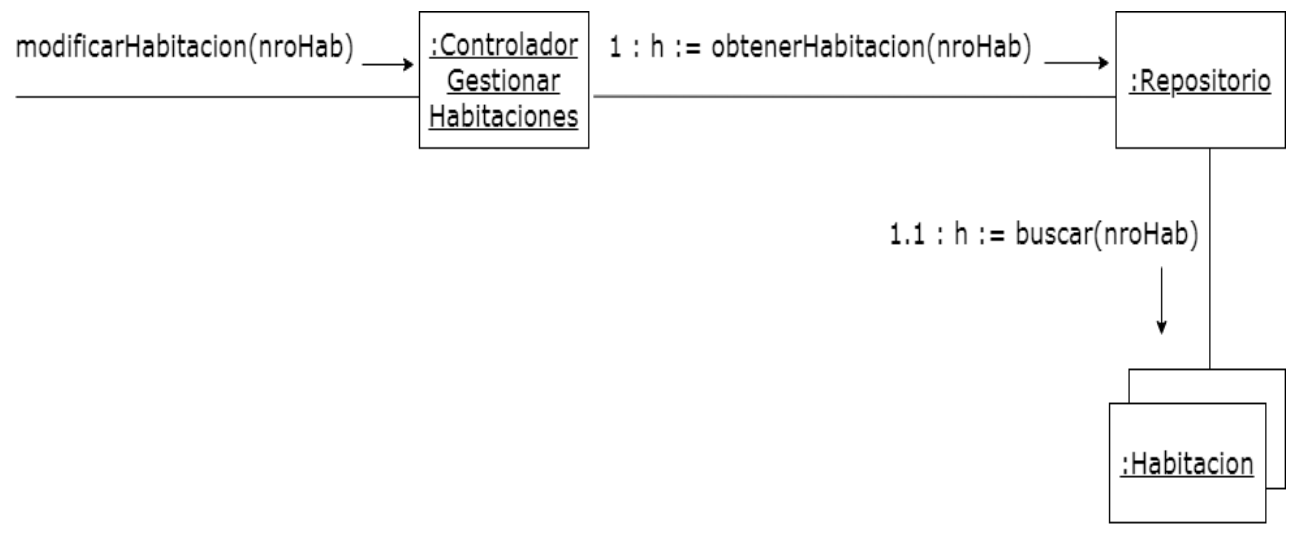 modificarHabitacion(nroHab)
:Controlador
Gestionar
Habitaciones
1 : h := obtenerHabitacion(nroHab)
:Repositorio
1.1 : h := buscar(nroHab)
:Habitacion